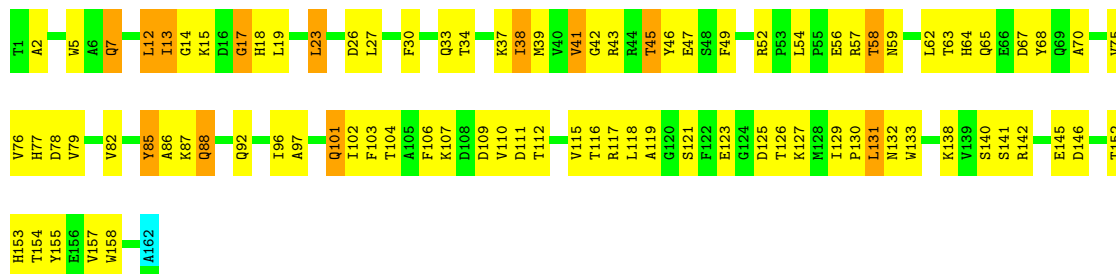 T1 A2 W5 A6 Q7 L12 I13 G14 K15 D16 G17 H18 L19 L23 D26 L27 F30 Q33 T34 K37 I38 M39 V40 V41 G42 R43 R44 T45 Y46 E47 S48 F49 R52 P53 L54 P55 E56 R57 T58 N59 L62 T63 H64 Q65 E66 D67 Y68 Q69 A70 V75
V76 H77 D78 V79 V82 Y85 A86 K87 Q88 Q92 I96 A97 Q101 I102 F103 T104 A105 F106 K107 D108 D109 V110 D111 T112 V115 T116 R117 L118 A119 G120 S121 F122 E123 G124 D125 T126 K127 M128 I129 P130 L131 N132 W133 K138 V139 S140 S141 R142 E145 D146 T152
H153 T154 Y155 E156 V157 W158 A162